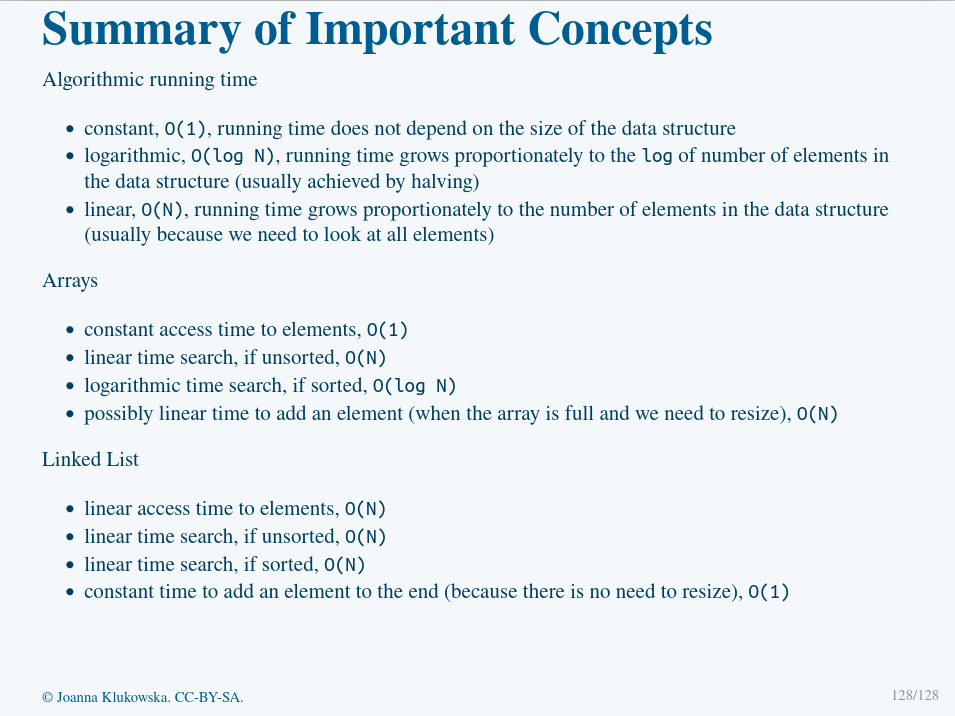 Summary of Important Concepts
Algorithmic running time
• constant, O(1), running time does not depend on the size of the data structure
• logarithmic, O(log N), running time grows proportionately to the log of number of elements in
the data structure (usually achieved by halving)
• linear, O(N), running time grows proportionately to the number of elements in the data structure
(usually because we need to look at all elements)
Arrays
• constant access time to elements, O(1)
• linear time search, if unsorted, O(N)
• logarithmic time search, if sorted, O(log N)
• possibly linear time to add an element (when the array is full and we need to resize), O(N)
Linked List
• linear access time to elements, O(N)
• linear time search, if unsorted, O(N)
• linear time search, if sorted, O(N)
• constant time to add an element to the end (because there is no need to resize), O(1)
© Joanna Klukowska. CC-BY-SA.
128/128